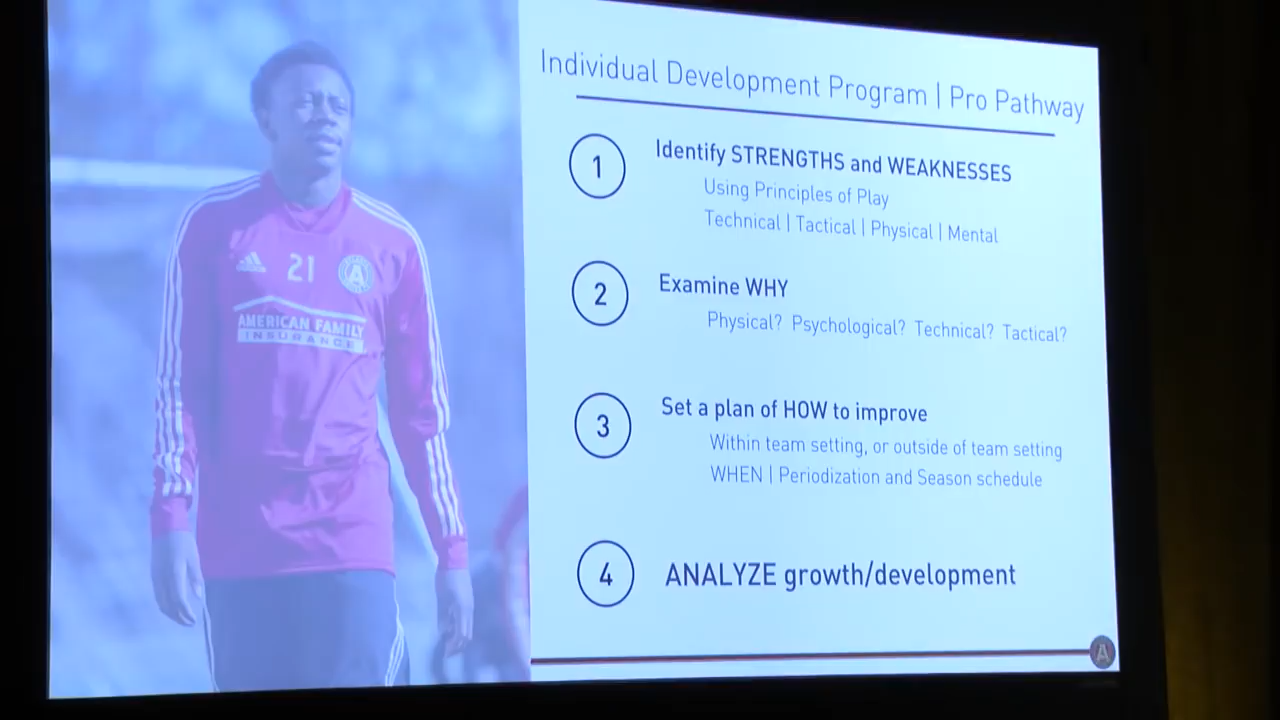 Individual Development Program | Pro Pathway
1
Identify STRENGTHS and WEAKNESSES
Using Principles of Play
Technical | Tactical | Physical | Mental
2
Examine WHY
Physical? Psychological? Technical? Tactical?
3
Set a plan of HOW to improve
Within team setting, or outside of team setting
WHEN | Periodization and Season schedule
4
ANALYZE growth/development
adidas
21
A
AMERICAN FAMILY
INSURANCE
A